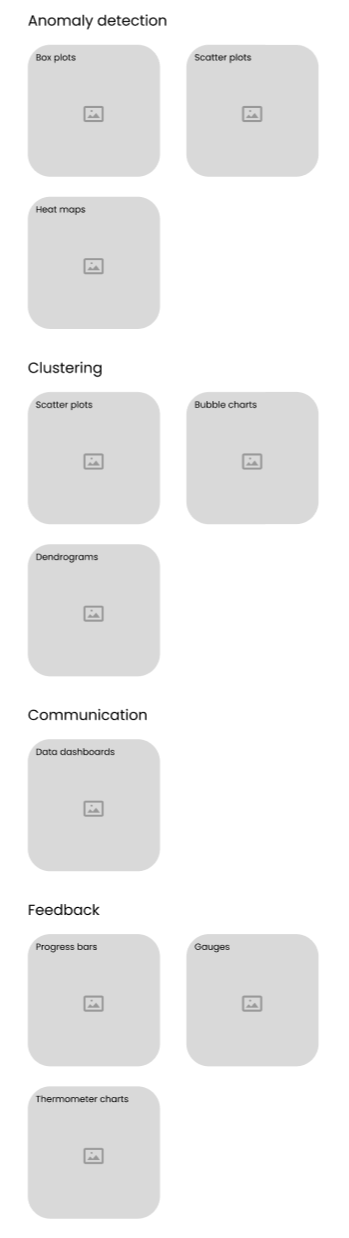 Anomaly detection
Box plots
Scatter plots
Heat maps
Clustering
Scatter plots
Bubble charts
Dendrograms
Communication
Data dashboards
Feedback
Progress bars
Gauges
Thermometer charts